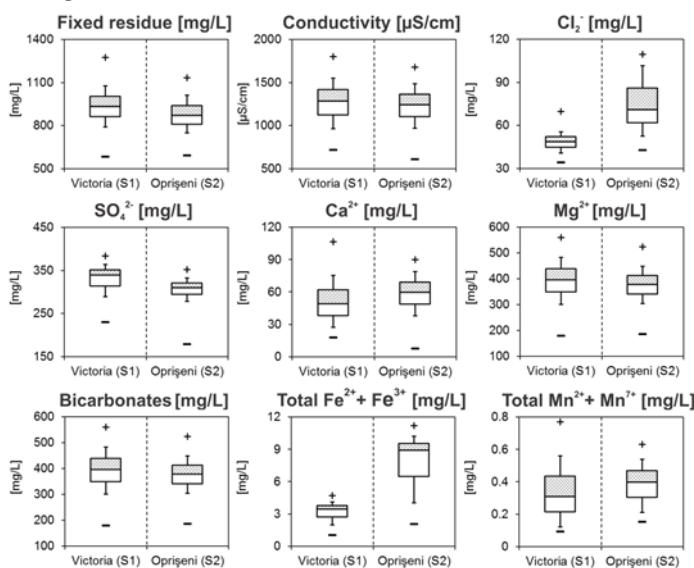 Fixed residue [mg/L]
[mg/L]
1400
1100
800
500
Victoria (S1) Oprişeni (S2)
Conductivity [µS/cm]
[µS/cm]
2000
1500
1000
500
Victoria (S1) Oprişeni (S2)
Cl₂⁻ [mg/L]
[mg/L]
120
90
60
30
Victoria (S1) Oprişeni (S2)
SO₄²⁻ [mg/L]
[mg/L]
450
350
250
150
Victoria (S1) Oprişeni (S2)
Ca²⁺ [mg/L]
[mg/L]
120
90
60
30
0
Victoria (S1) Oprişeni (S2)
Mg²⁺ [mg/L]
[mg/L]
600
500
400
300
200
100
Victoria (S1) Oprişeni (S2)
Bicarbonates [mg/L]
[mg/L]
600
500
400
300
200
100
Victoria (S1) Oprişeni (S2)
Total Fe²⁺ + Fe³⁺ [mg/L]
[mg/L]
12
9
6
3
0
Victoria (S1) Oprişeni (S2)
Total Mn²⁺ + Mn⁷⁺ [mg/L]
[mg/L]
0.8
0.6
0.4
0.2
0
Victoria (S1) Oprişeni (S2)